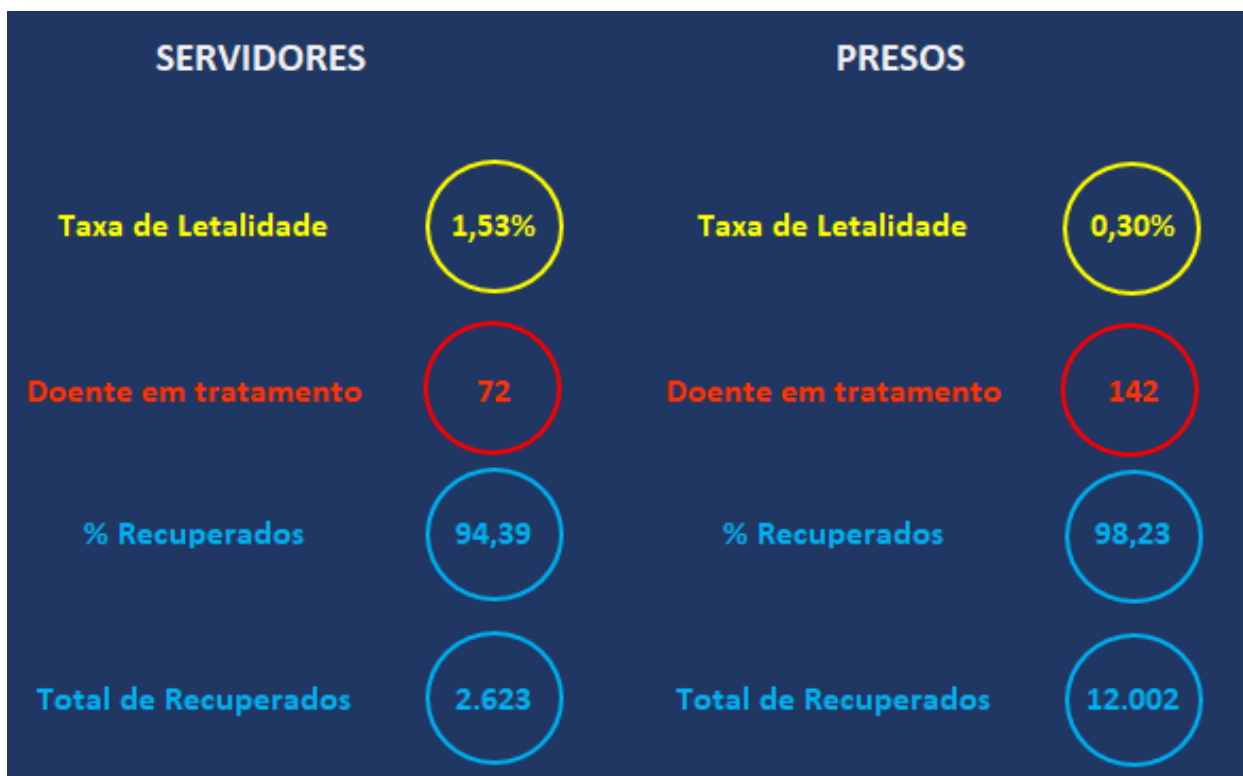 SERVIDORES
PRESOS
Taxa de Letalidade
1,53%
Taxa de Letalidade
0,30%
Doente em tratamento
72
Doente em tratamento
142
% Recuperados
94,39
% Recuperados
98,23
Total de Recuperados
2.623
Total de Recuperados
12.002